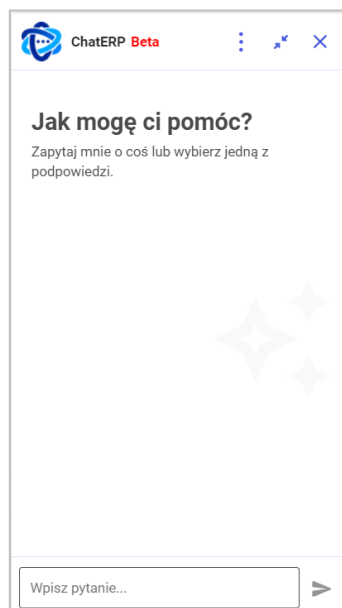 ChatERP Beta
Jak mogę ci pomóc?
Zapytaj mnie o coś lub wybierz jedną z
podpowiedzi.
Wpisz pytanie...